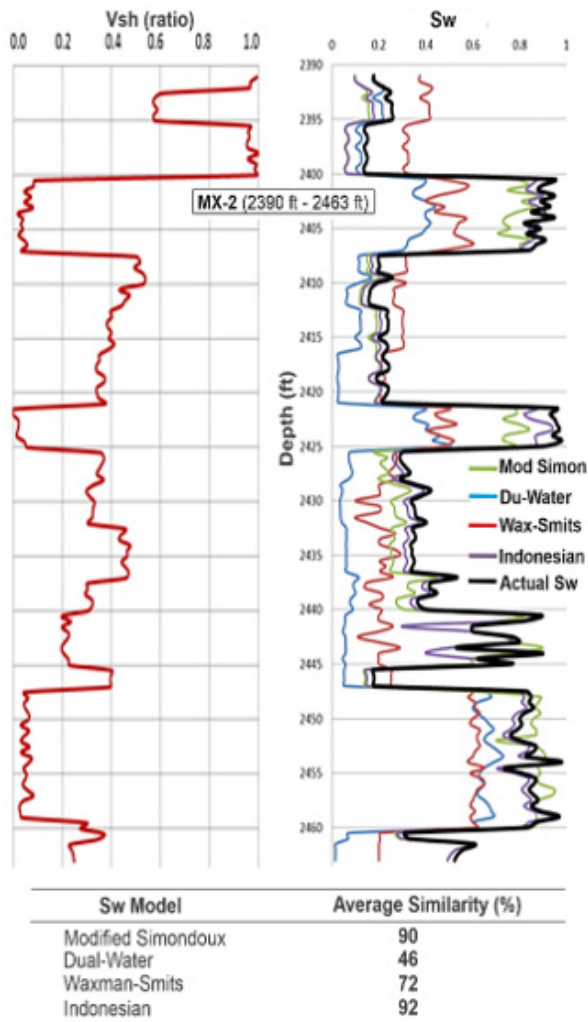 Vsh (ratio)
Sw
0.0 0.2 0.4 0.6 0.8 1.0
0 0.2 0.4 0.6 0.8 1
2390
2395
2400
MX-2 (2390 ft - 2463 ft)
2405
2410
2415
2420
Depth (ft)
2425
Mod Simon
2430
Du-Water
Wax-Smits
2435
Indonesian
Actual Sw
2440
2445
2450
2455
2460
Sw Model Average Similarity (%)
Modified Simondoux 90
Dual-Water 46
Waxman-Smits 72
Indonesian 92